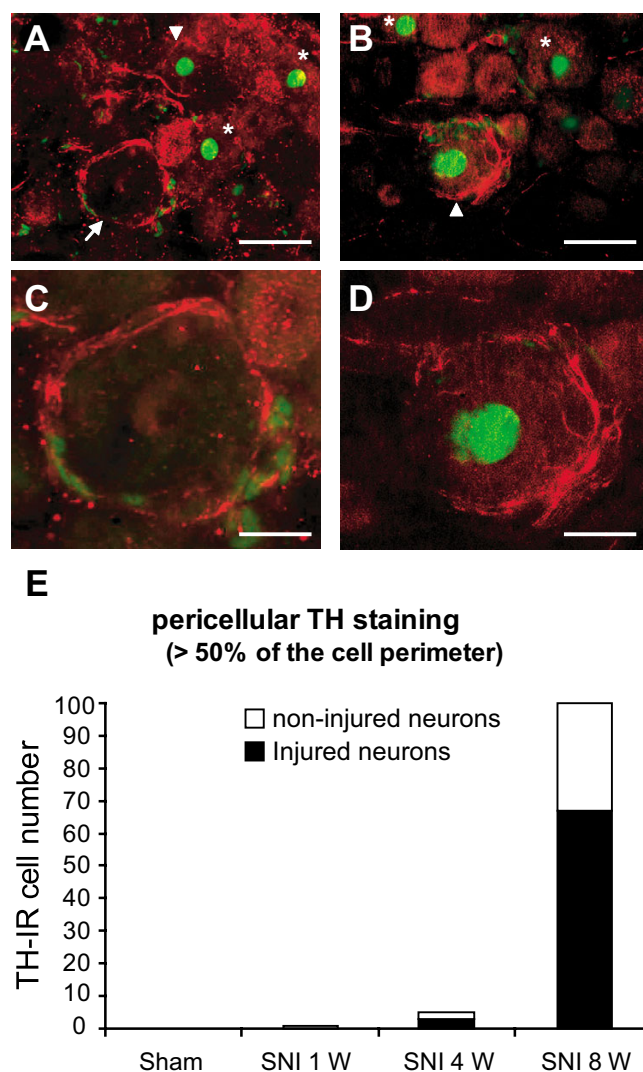 A
*
*
B
*
*
C
D
E
pericellular TH staining
(> 50% of the cell perimeter)
TH-IR cell number
100
90
80
70
60
50
40
30
20
10
0
non-injured neurons
Injured neurons
Sham
SNI 1 W
SNI 4 W
SNI 8 W